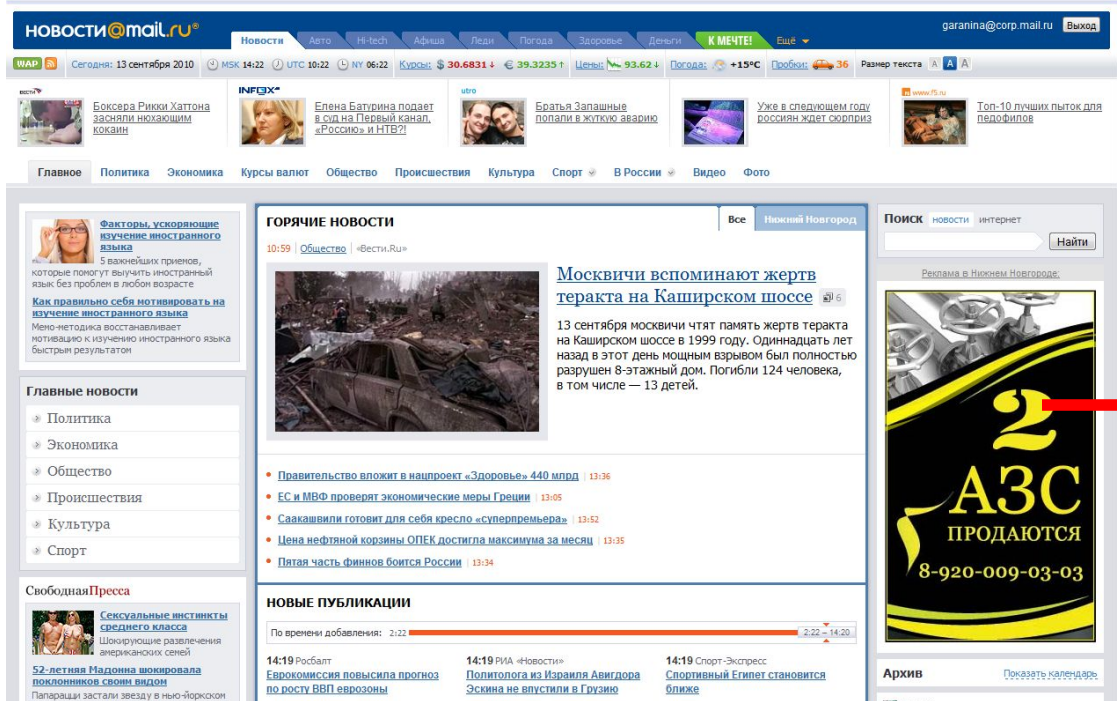 новости@mail.ru®
garanina@corp.mail.ru Выход
Новости Авто Hi-tech Афиша Леди Погода Здоровье Деньги К МЕЧТЕ! Ещё
WAP Сегодня: 13 сентября 2010 MSK 14:22 UTC 10:22 NY 06:22 Курсы: $ 30.6831↓ € 39.3235↑ Цены: 93.62↓ Погода: +15°C Пробки: 36 Размер текста A A A
Боксера Рикки Хаттона
засняли нюхающим
кокаин
INFOX
Елена Батурина подает
в суд на Первый канал,
«Россию» и НТВ?!
utro
Братья Запашные
попали в жуткую аварию
Уже в следующем году
россиян ждет сюрприз
www.f5.ru
Топ-10 лучших пыток для
педофилов
Главное Политика Экономика Курсы валют Общество Происшествия Культура Спорт В России Видео Фото
Факторы, ускоряющие
изучение иностранного
языка
5 важнейших приемов,
которые помогут выучить иностранный
язык без проблем в любом возрасте
Как правильно себя мотивировать на
изучение иностранного языка
Мено-методика восстанавливает
мотивацию к изучению иностранного языка
быстрым результатом
Главные новости
Политика
Экономика
Общество
Происшествия
Культура
Спорт
СвободнаяПресса
Сексуальные инстинкты
среднего класса
Шокирующие развлечения
американских семей
52-летняя Мадонна шокировала
поклонников своим видом
Папарацци застали звезду в нью-йоркском
ГОРЯЧИЕ НОВОСТИ
Все Нижний Новгород
10:59 Общество «Вести.Ru»
Москвичи вспоминают жертв
теракта на Каширском шоссе 6
13 сентября москвичи чтят память жертв теракта
на Каширском шоссе в 1999 году. Одиннадцать лет
назад в этот день мощным взрывом был полностью
разрушен 8-этажный дом. Погибли 124 человека,
в том числе — 13 детей.
Правительство вложит в нацпроект «Здоровье» 440 млрд 13:36
ЕС и МВФ проверят экономические меры Греции 13:05
Саакашвили готовит для себя кресло «суперпремьера» 13:52
Цена нефтяной корзины ОПЕК достигла максимума за месяц 13:35
Пятая часть финнов боится России 13:34
НОВЫЕ ПУБЛИКАЦИИ
По времени добавления: 2:22 2:22 – 14:20
14:19 Росбалт
Еврокомиссия повысила прогноз
по росту ВВП еврозоны
14:19 РИА «Новости»
Политолога из Израиля Авигдора
Эскина не впустили в Грузию
14:19 Спорт-Экспресс
Спортивный Египет становится
ближе
Поиск новости интернет
Найти
Реклама в Нижнем Новгороде:
2
АЗС
ПРОДАЮТСЯ
8-920-009-03-03
Архив Показать календарь